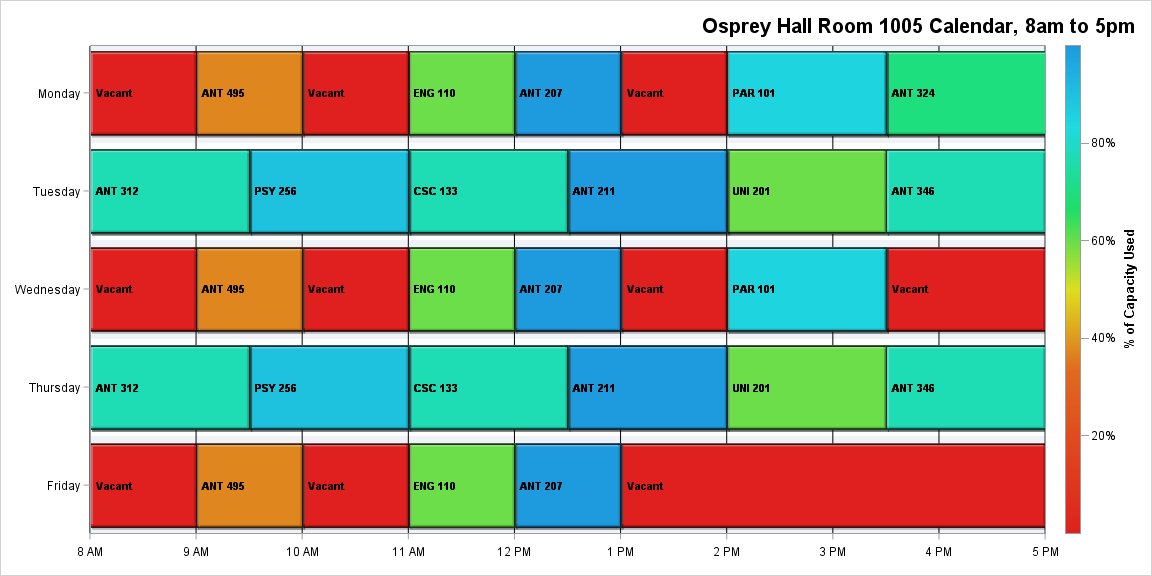 Osprey Hall Room 1005 Calendar, 8am to 5pm
Monday
Vacant
ANT 495
Vacant
ENG 110
ANT 207
Vacant
PAR 101
ANT 324
Tuesday
ANT 312
PSY 256
CSC 133
ANT 211
UNI 201
ANT 346
Wednesday
Vacant
ANT 495
Vacant
ENG 110
ANT 207
Vacant
PAR 101
Vacant
Thursday
ANT 312
PSY 256
CSC 133
ANT 211
UNI 201
ANT 346
Friday
Vacant
ANT 495
Vacant
ENG 110
ANT 207
Vacant
8 AM
9 AM
10 AM
11 AM
12 PM
1 PM
2 PM
3 PM
4 PM
5 PM
80%
60%
40%
20%
% of Capacity Used